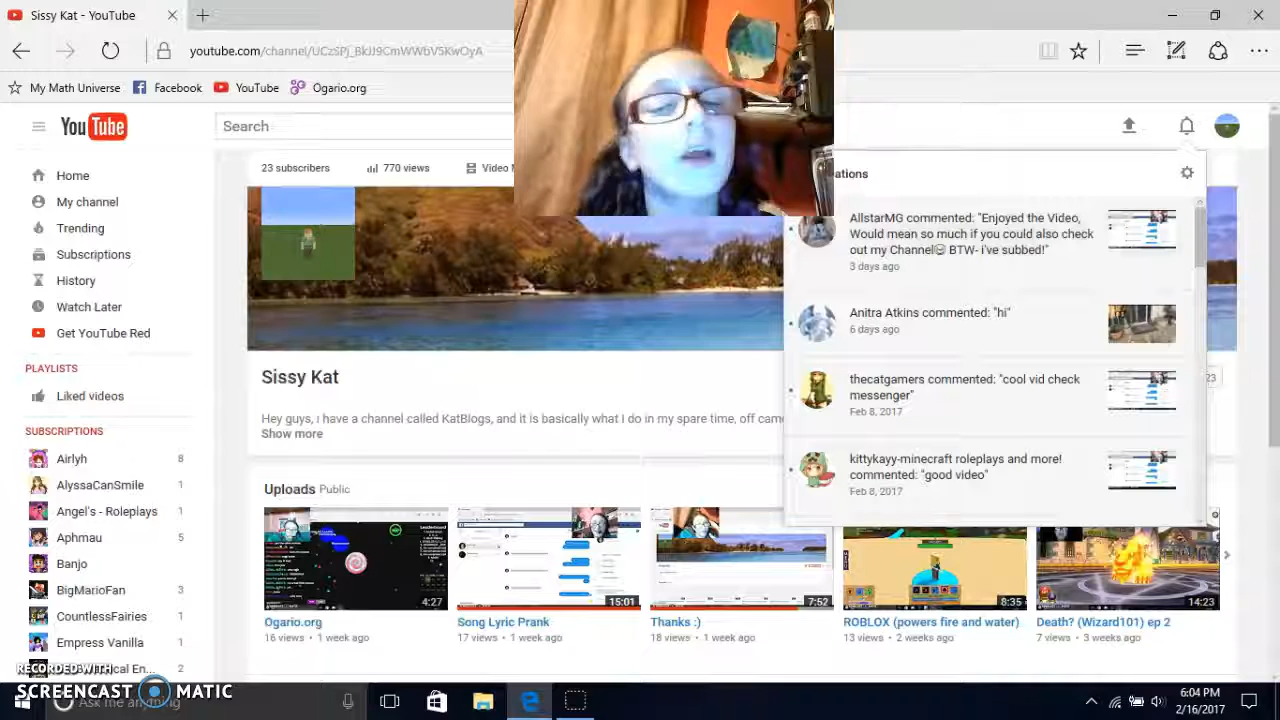 Sissy Kat - YouTube
youtube.com/channel/
My Math Universe Facebook YouTube Ogario.org
YouTube
Search
Home
My channel
Trending
Subscriptions
History
Watch Later
Get YouTube Red
PLAYLISTS
Liked videos
SUBSCRIPTIONS
Airlyh 8
AlyssaCanSmile 1
Angel's - Roleplays 1
Aphmau 3
BigMarioFan
CountlessFairies 1
Empress Vanilla 4
23 subscribers 770 views Video M
Sissy Kat
Hey guys, i have a channel called KatBlogs, and it is basically what I do in my spare time, off came
Show more
Uploads Public
4:27 15:01 7:52 8:35 14:23
Ogario.org Song Lyric Prank Thanks :) ROBLOX (powers fire and water) Death? (Wizard101) ep 2
16 views • 1 week ago 17 views • 1 week ago 18 views • 1 week ago 13 views • 2 weeks ago 7 views • 3 weeks ago
ations
AllstarMG commented: "Enjoyed the Video,
Would mean so much if you could also check
out my Channel😄 BTW- i've subbed!"
3 days ago
Anitra Atkins commented: "hi"
6 days ago
thecatgamers commented: "cool vid check
messenger"
Feb 8, 2017
kittykayy-minecraft roleplays and more!
commented: "good video"
Feb 8, 2017
23
RECORDED WITH
SCREENCAST MATIC
Ask me anything
6:04 PM
2/16/2017